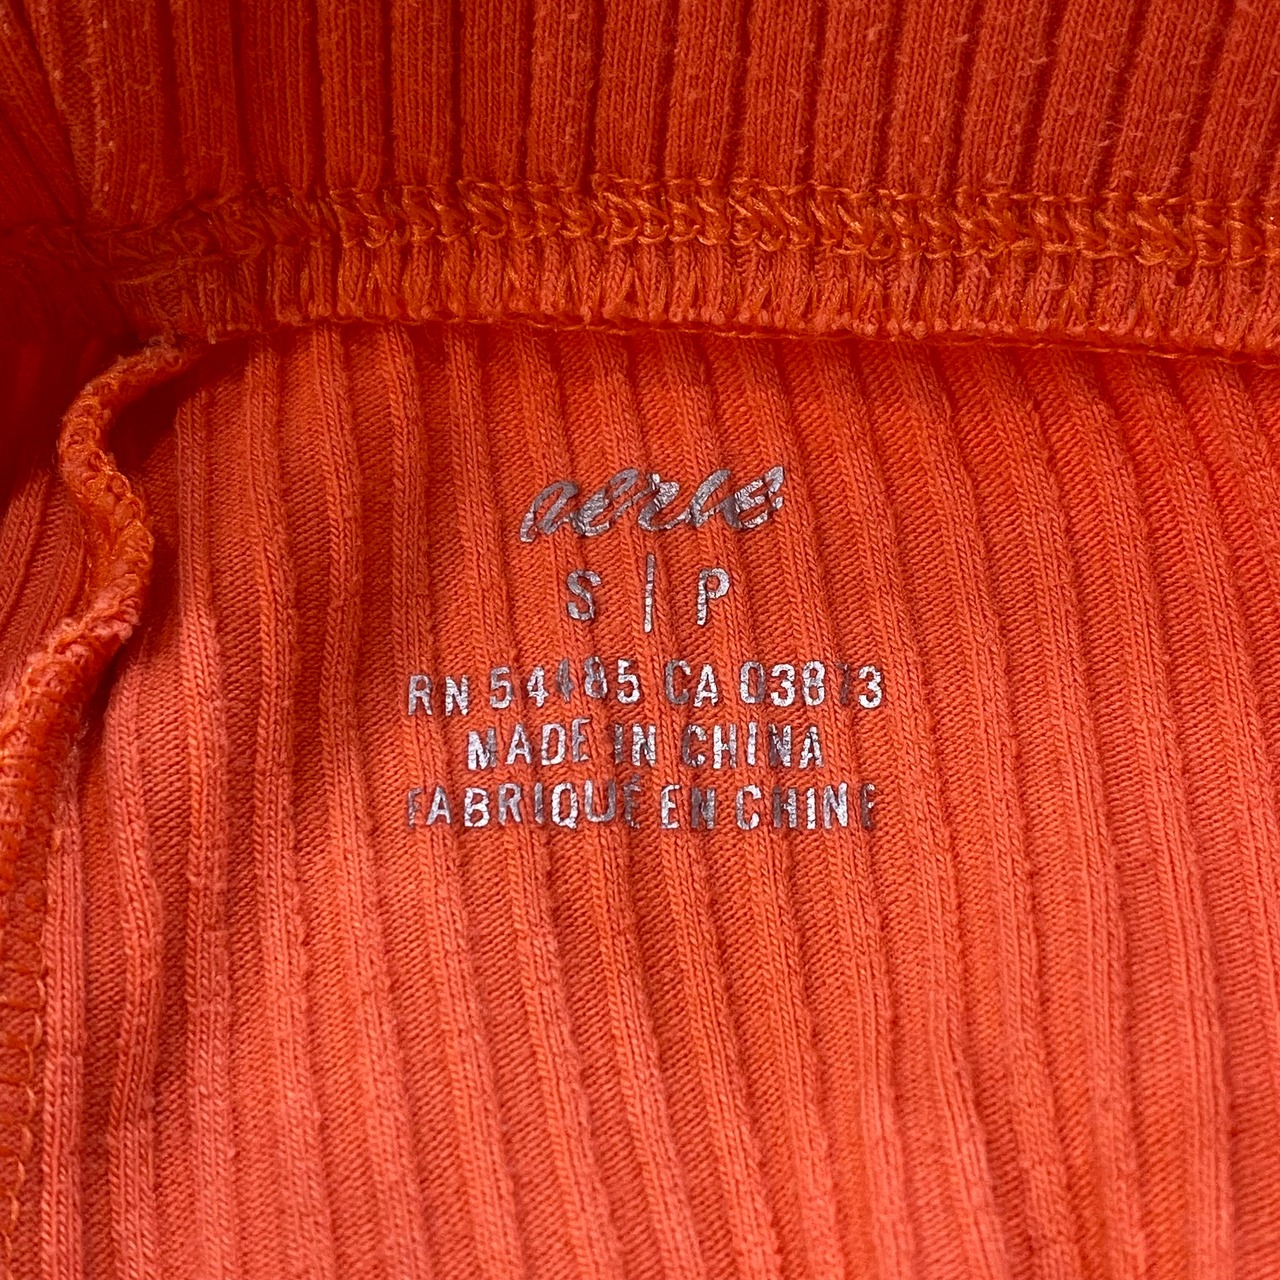 aerie
S | P
RN 54485 CA 03873
MADE IN CHINA
FABRIQUÉ EN CHINE